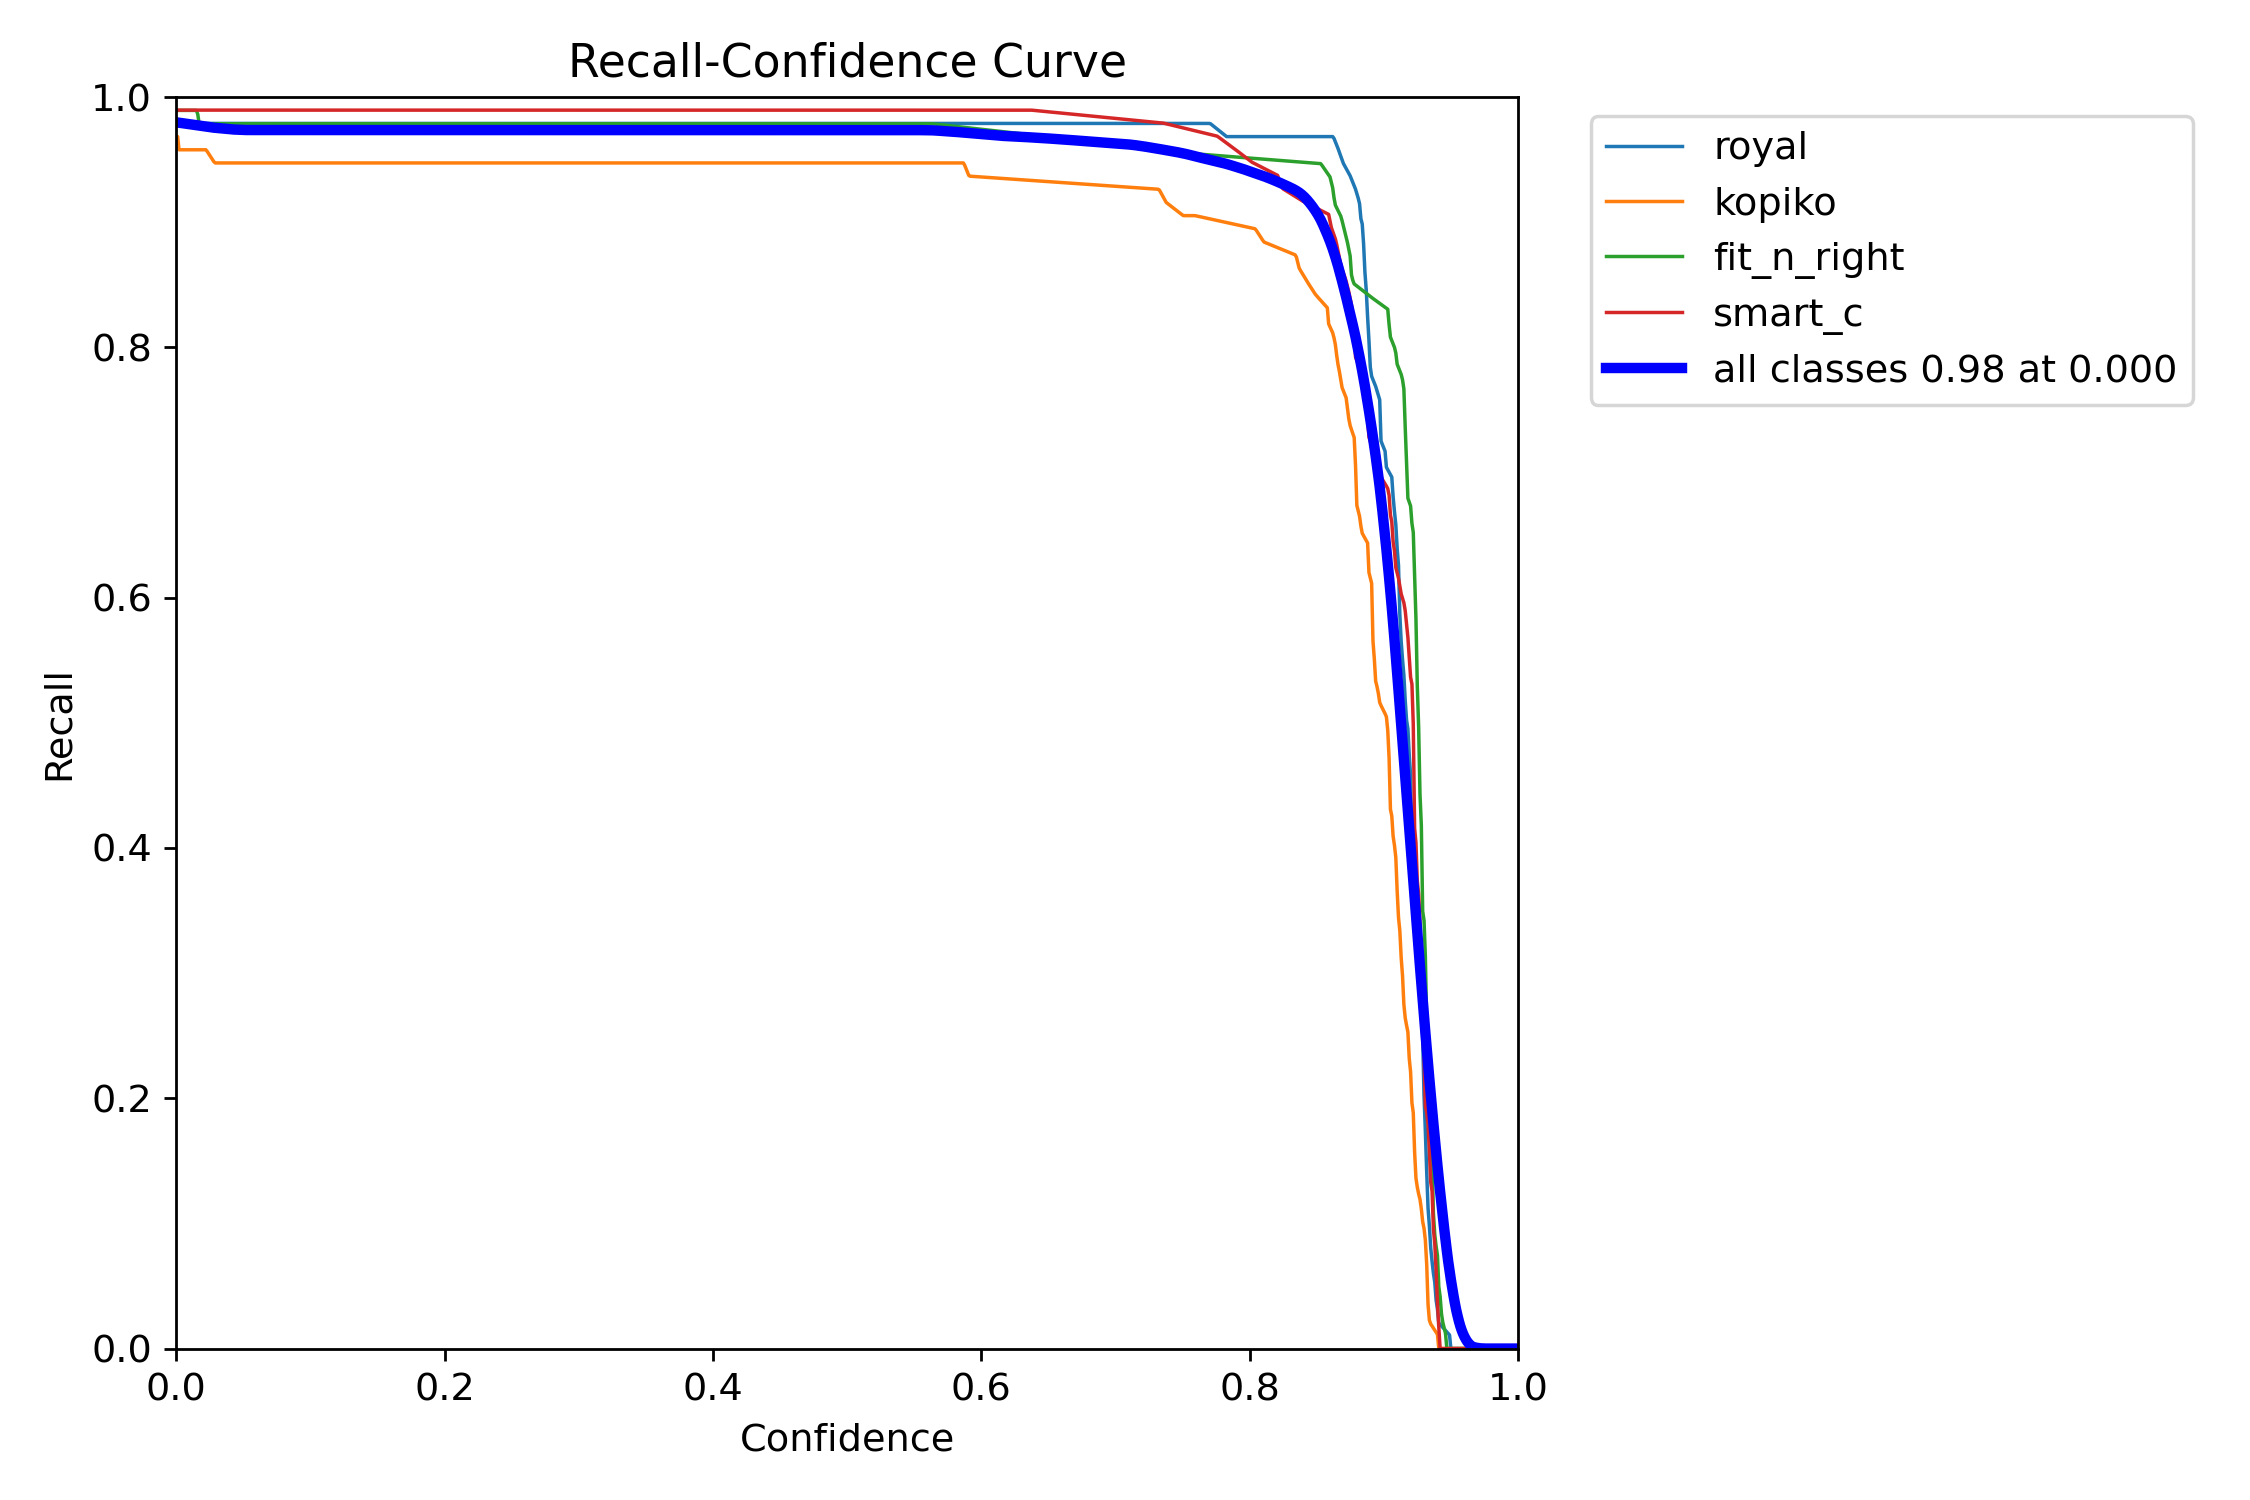 Recall-Confidence Curve
1.0
0.8
0.6
0.4
0.2
0.0
Recall
0.0 0.2 0.4 0.6 0.8 1.0
Confidence
royal
kopiko
fit_n_right
smart_c
all classes 0.98 at 0.000